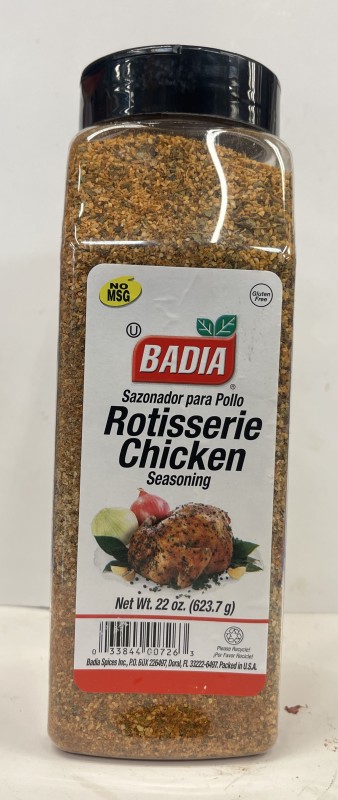 NO
MSG
Gluten
Free
U
BADIA
®
Sazonador para Pollo
Rotisserie
Chicken
Seasoning
Net Wt. 22 oz. (623.7 g)
0 33844 00726 3
Please Recycle!
¡Por Favor Recicle!
Badia Spices Inc., P.O. BOX 226497, Doral, FL 33222-6497. Packed in U.S.A.